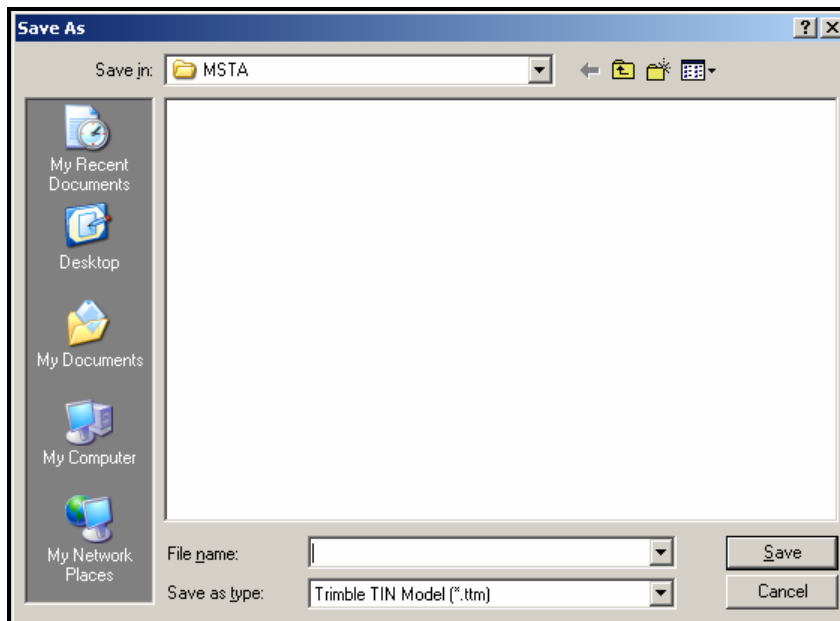 Save As
Save in:
MSTA
My Recent
Documents
Desktop
My Documents
My Computer
My Network
Places
File name:
Save as type:
Trimble TIN Model (*.ttm)
Save
Cancel